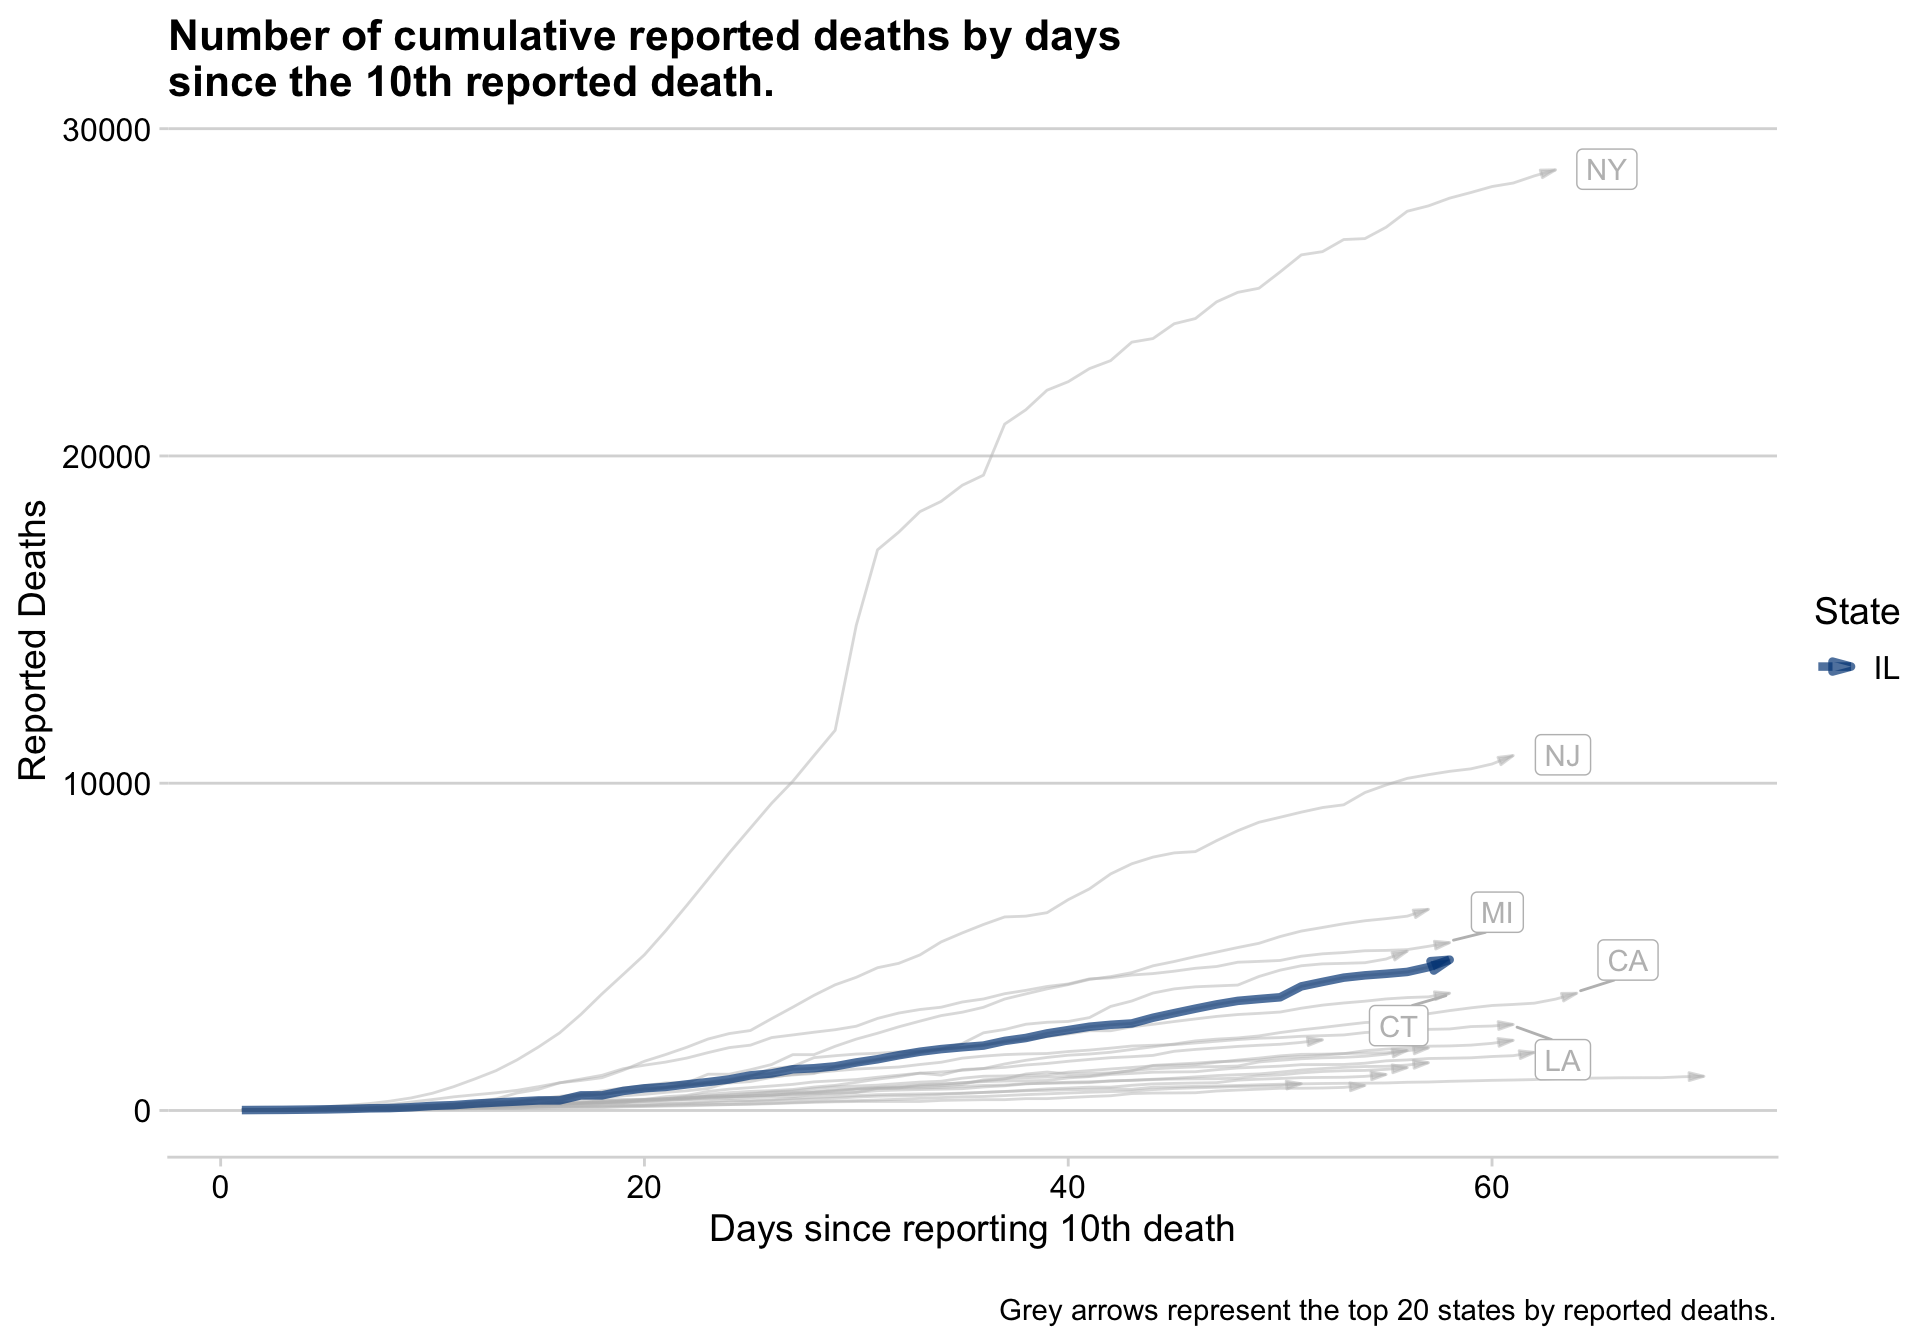 Number of cumulative reported deaths by days
since the 10th reported death.
30000
NY
20000
Reported Deaths
State
IL
NJ
10000
MI
CA
CT
LA
0
0 20 40 60
Days since reporting 10th death
Grey arrows represent the top 20 states by reported deaths.